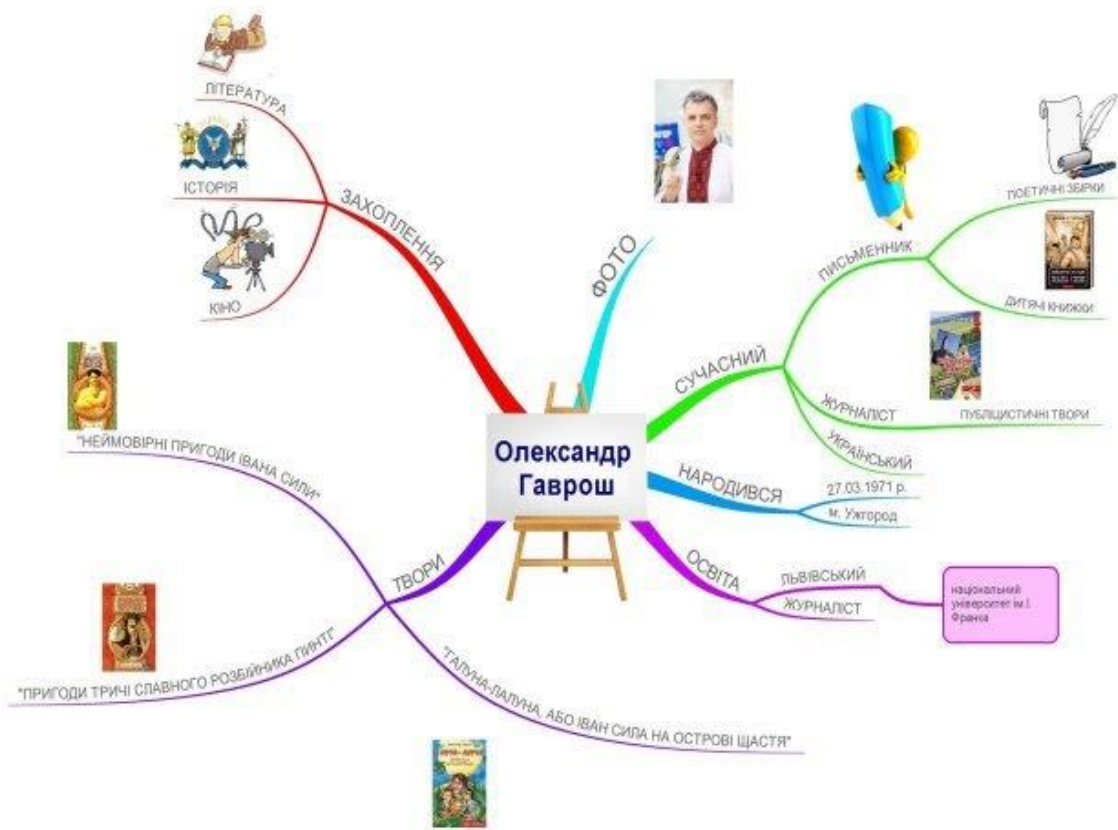 Олександр
Гаврош
ФОТО
СУЧАСНИЙ
ПИСЬМЕННИК
ПОЕТИЧНІ ЗБІРКИ
ДИТЯЧІ КНИЖКИ
ЖУРНАЛІСТ
ПУБЛІЦИСТИЧНІ ТВОРИ
УКРАЇНСЬКИЙ
НАРОДИВСЯ
27.03.1971 р.
м. Ужгород
ОСВІТА
ЛЬВІВСЬКИЙ
національний
університет ім.І.
Франка
ЖУРНАЛІСТ
ТВОРИ
"НЕЙМОВІРНІ ПРИГОДИ ІВАНА СИЛИ"
"ПРИГОДИ ТРИЧІ СЛАВНОГО РОЗБІЙНИКА ПИНТІ"
"ГАЛУНА-ЛАЛУНА, АБО ІВАН СИЛА НА ОСТРОВІ ЩАСТЯ"
ЗАХОПЛЕННЯ
ЛІТЕРАТУРА
ІСТОРІЯ
КІНО